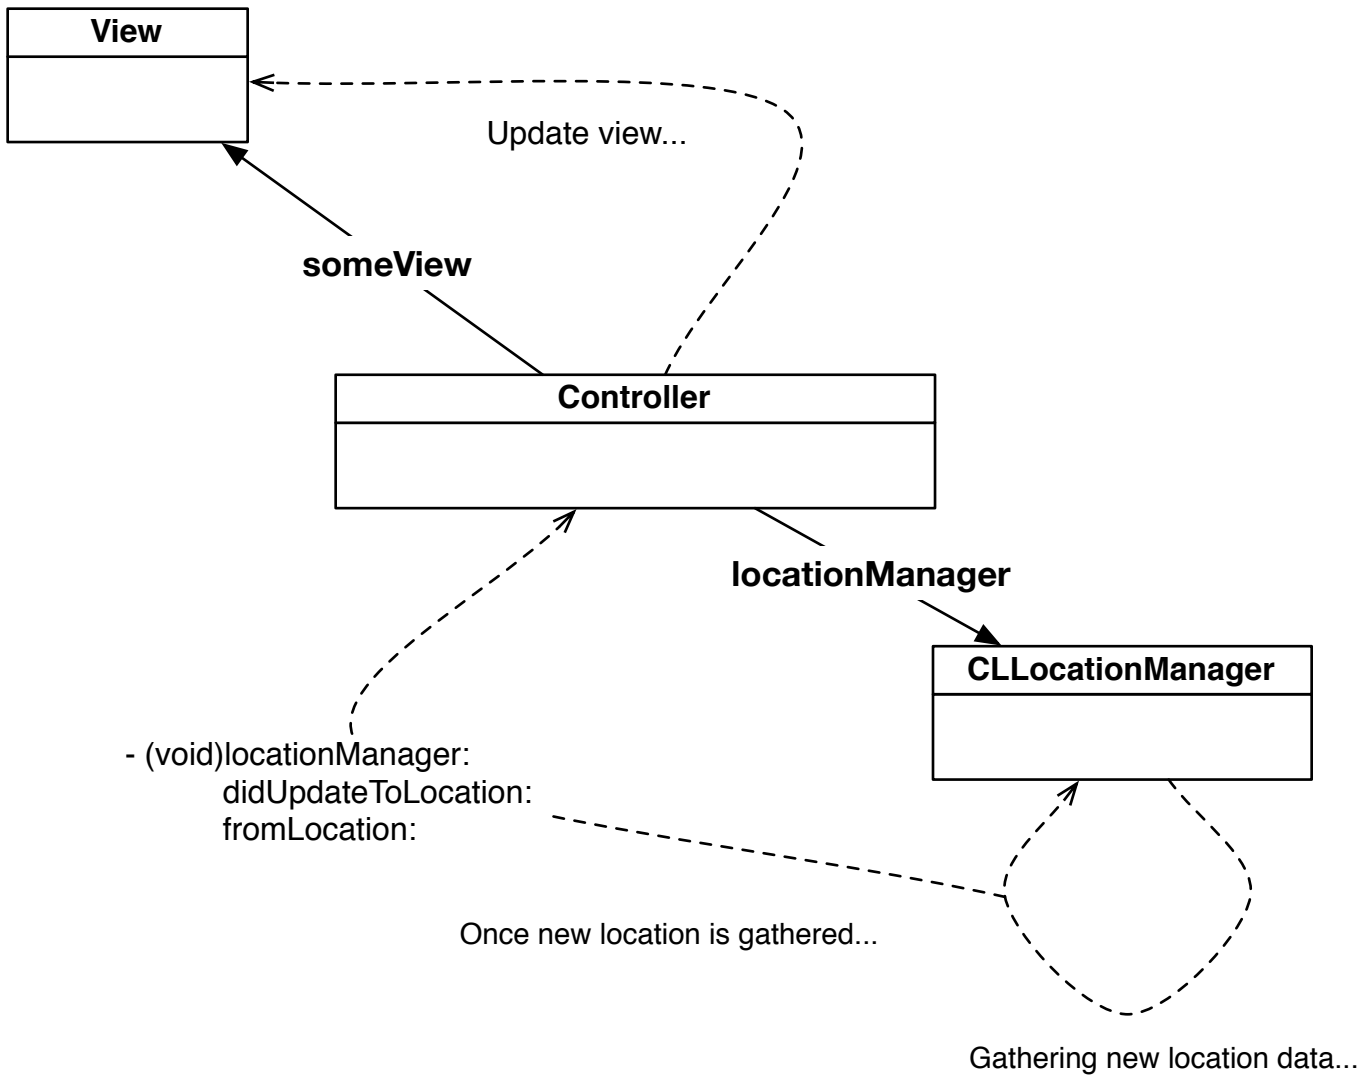 View
Update view...
someView
Controller
locationManager
CLLocationManager
- (void)locationManager:
didUpdateToLocation:
fromLocation:
Once new location is gathered...
Gathering new location data...